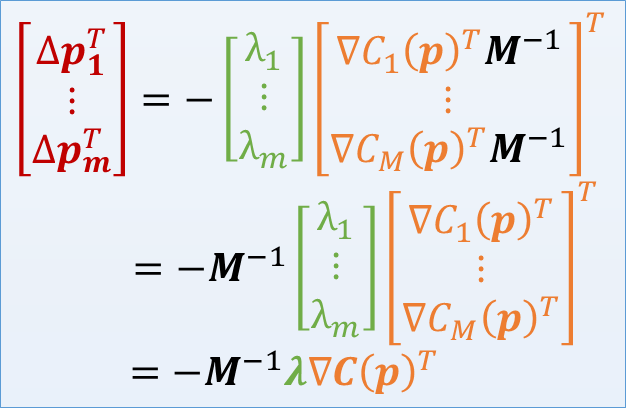 [Δp₁ᵀ ⋮ Δpₘᵀ] = −[λ₁ ⋮ λₘ][∇C₁(p)ᵀM⁻¹ ⋮ ∇C_M(p)ᵀM⁻¹]ᵀ
= −M⁻¹[λ₁ ⋮ λₘ][∇C₁(p)ᵀ ⋮ ∇C_M(p)ᵀ]ᵀ
= −M⁻¹λ∇C(p)ᵀ